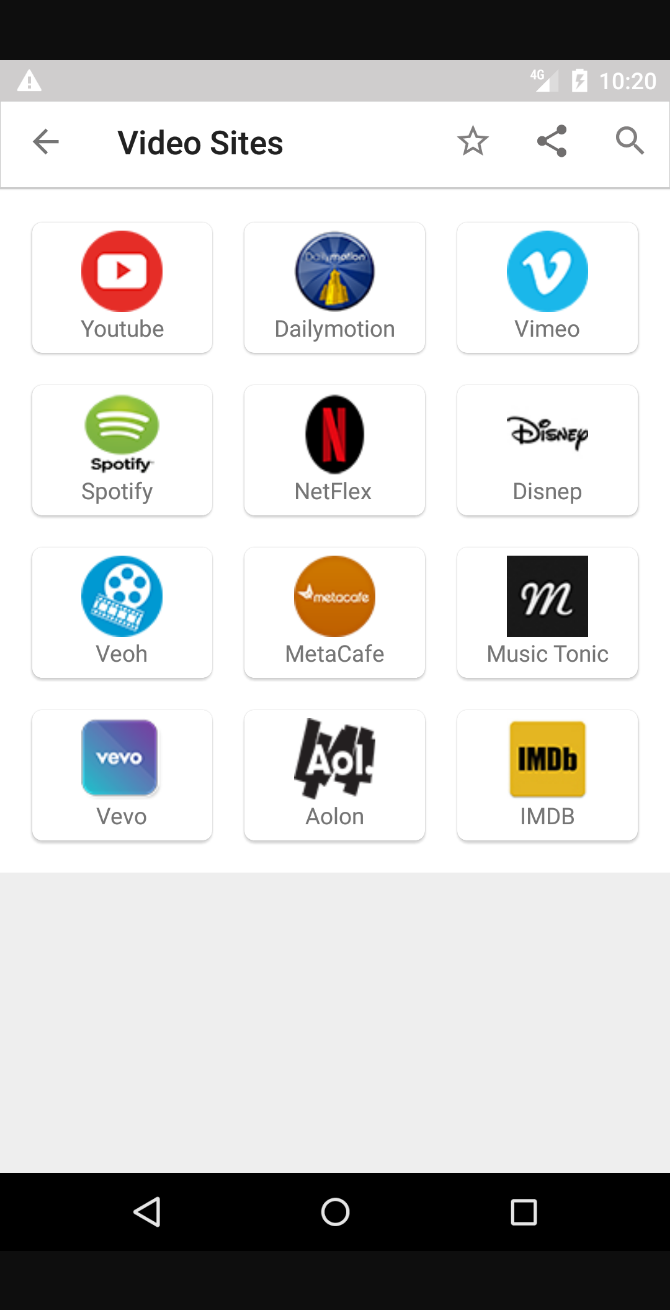 4G 10:20
Video Sites
Youtube
Dailymotion
Dailymotion
Vimeo
Spotify
Spotify
NetFlex
DISNEY
Disnep
Veoh
metacafe
MetaCafe
m
Music Tonic
vevo
Vevo
Aol.
Aolon
IMDb
IMDB